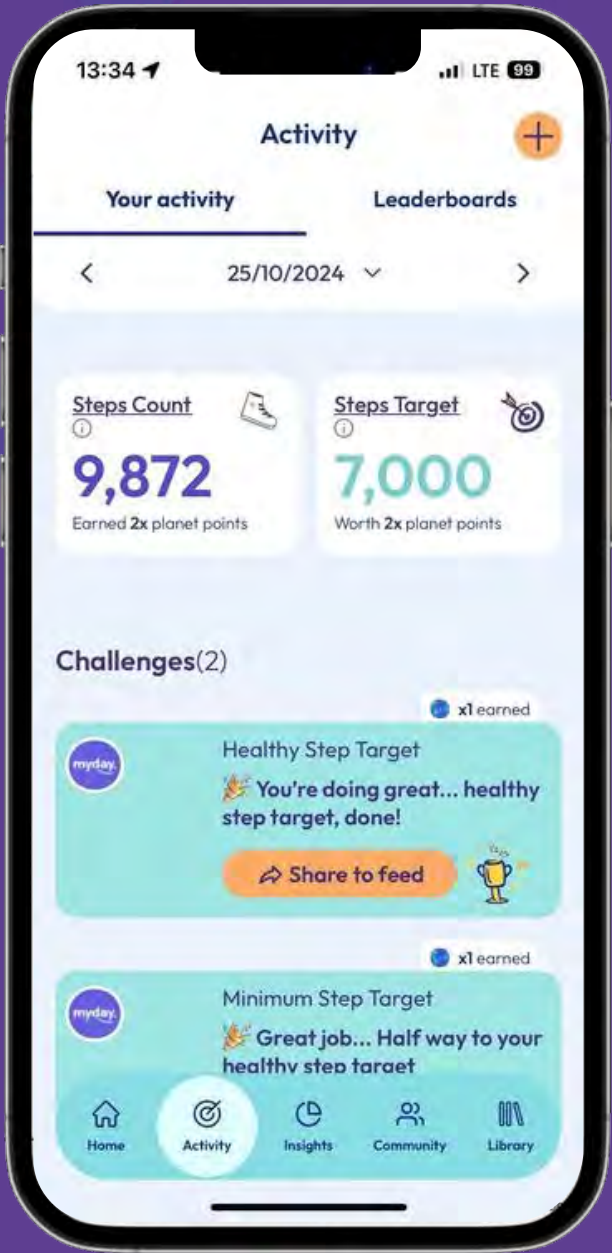 13:34
LTE 99
Activity
Your activity
Leaderboards
25/10/2024
Steps Count
9,872
Earned 2x planet points
Steps Target
7,000
Worth 2x planet points
Challenges(2)
x1 earned
myday.
Healthy Step Target
You're doing great... healthy
step target, done!
Share to feed
x1 earned
myday.
Minimum Step Target
Great job... Half way to your
healthy step target
Home
Activity
Insights
Community
Library